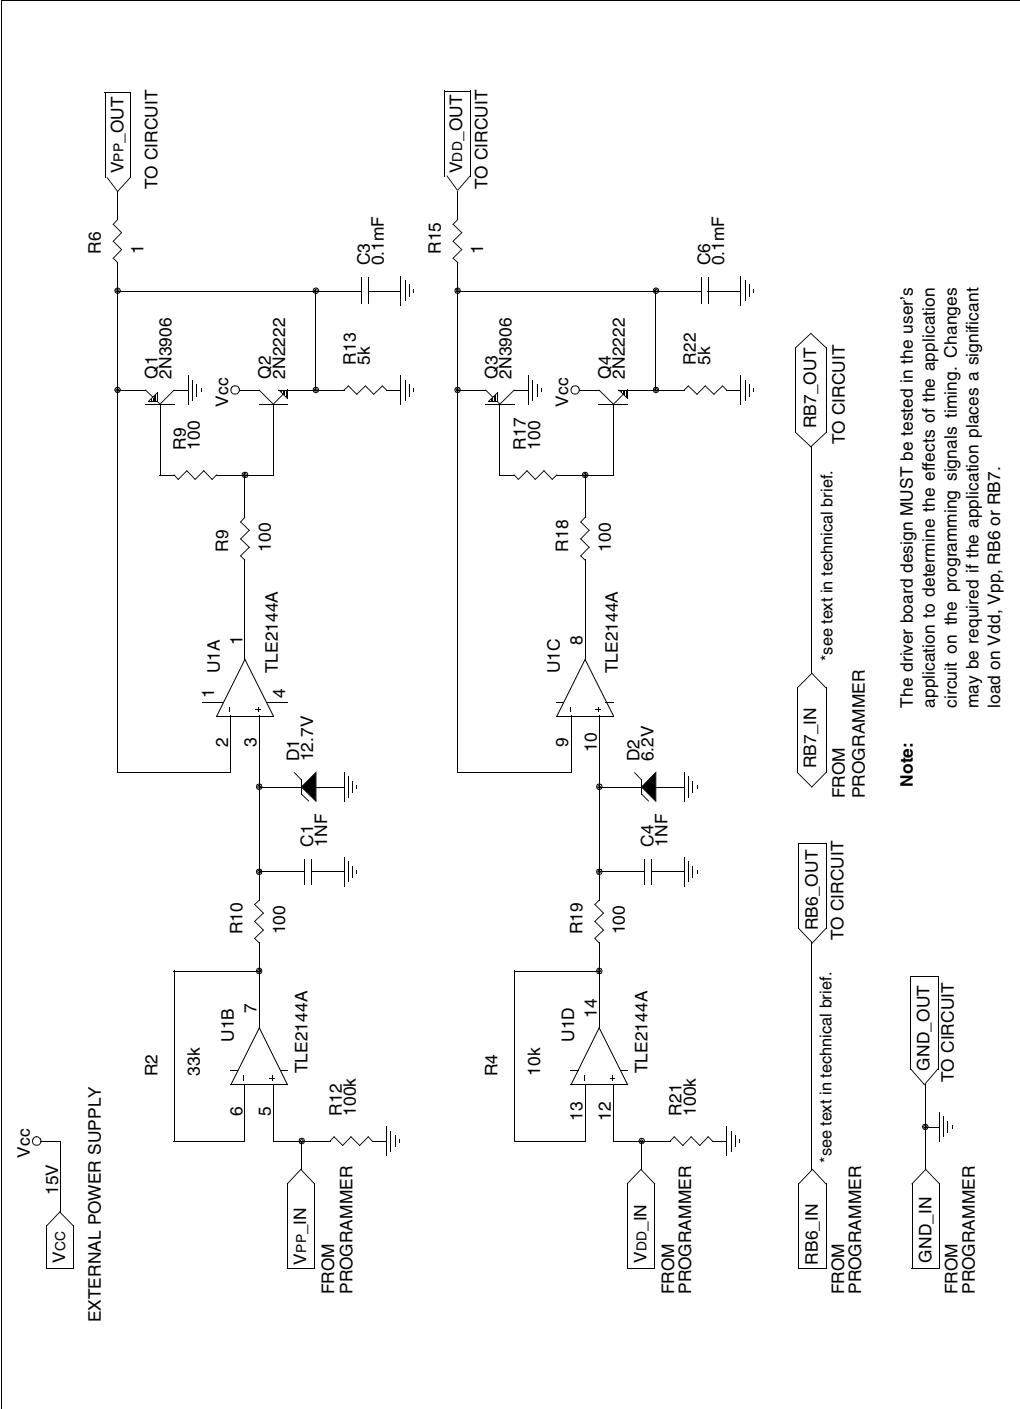 VCC
15V
VCC
EXTERNAL POWER SUPPLY
VPP_IN
FROM
PROGRAMMER
R12
100k
6
5
R2
33k
U1B
7
TLE2144A
R10
100
C1
1NF
D1
12.7V
2
3
1
4
U1A
1
TLE2144A
R9
100
R9
100
Q1
2N3906
VCC
Q2
2N2222
R13
5k
C3
0.1mF
R6
1
VPP_OUT
TO CIRCUIT
VDD_IN
FROM
PROGRAMMER
R21
100k
13
12
R4
10k
U1D
14
TLE2144A
R19
100
C4
1NF
D2
6.2V
9
10
U1C
8
TLE2144A
R18
100
R17
100
Q3
2N3906
VCC
Q4
2N2222
R22
5k
C6
0.1mF
R15
1
VDD_OUT
TO CIRCUIT
RB6_IN
FROM
PROGRAMMER
*see text in technical brief.
RB6_OUT
TO CIRCUIT
RB7_IN
FROM
PROGRAMMER
*see text in technical brief.
RB7_OUT
TO CIRCUIT
GND_IN
FROM
PROGRAMMER
GND_OUT
TO CIRCUIT
Note: The driver board design MUST be tested in the user's
application to determine the effects of the application
circuit on the programming signals timing. Changes
may be required if the application places a significant
load on Vdd, Vpp, RB6 or RB7.